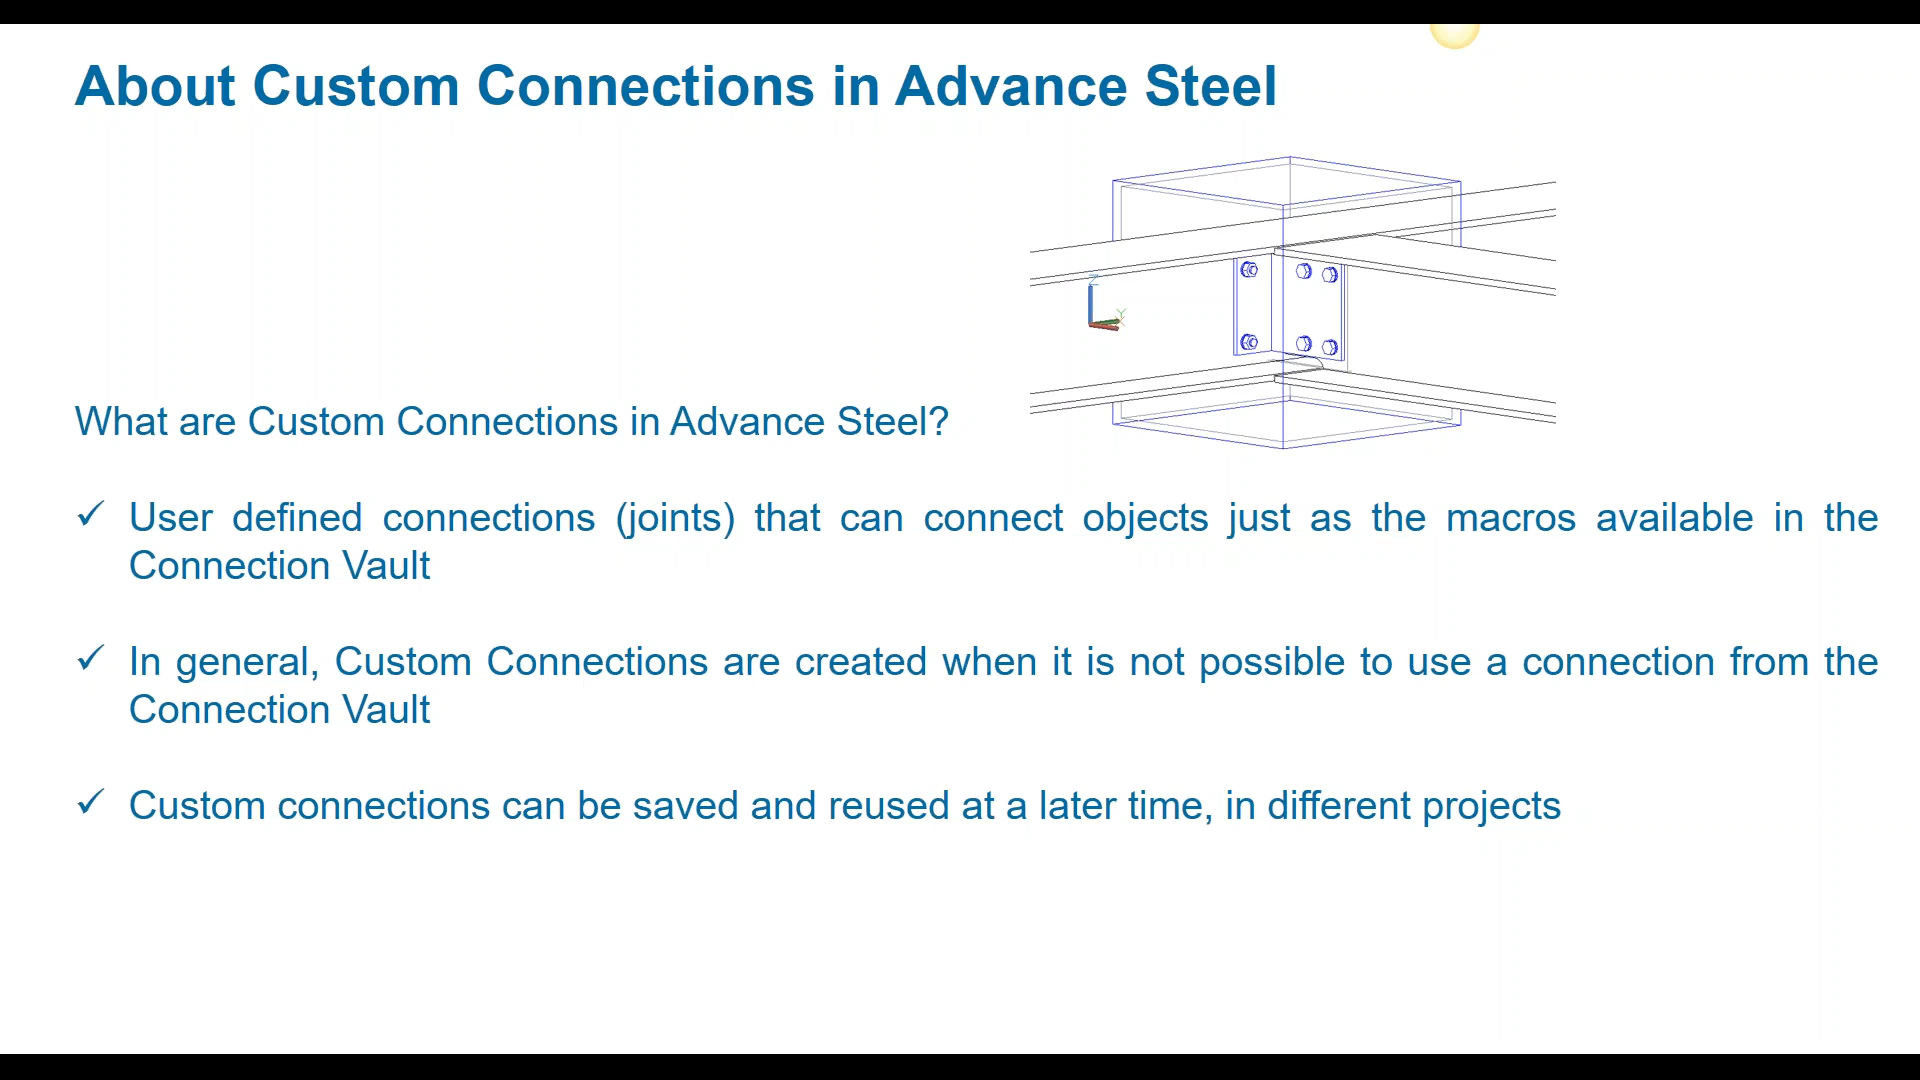 About Custom Connections in Advance Steel
Z
Y
X
What are Custom Connections in Advance Steel?
✓ User defined connections (joints) that can connect objects just as the macros available in the
Connection Vault
✓ In general, Custom Connections are created when it is not possible to use a connection from the
Connection Vault
✓ Custom connections can be saved and reused at a later time, in different projects